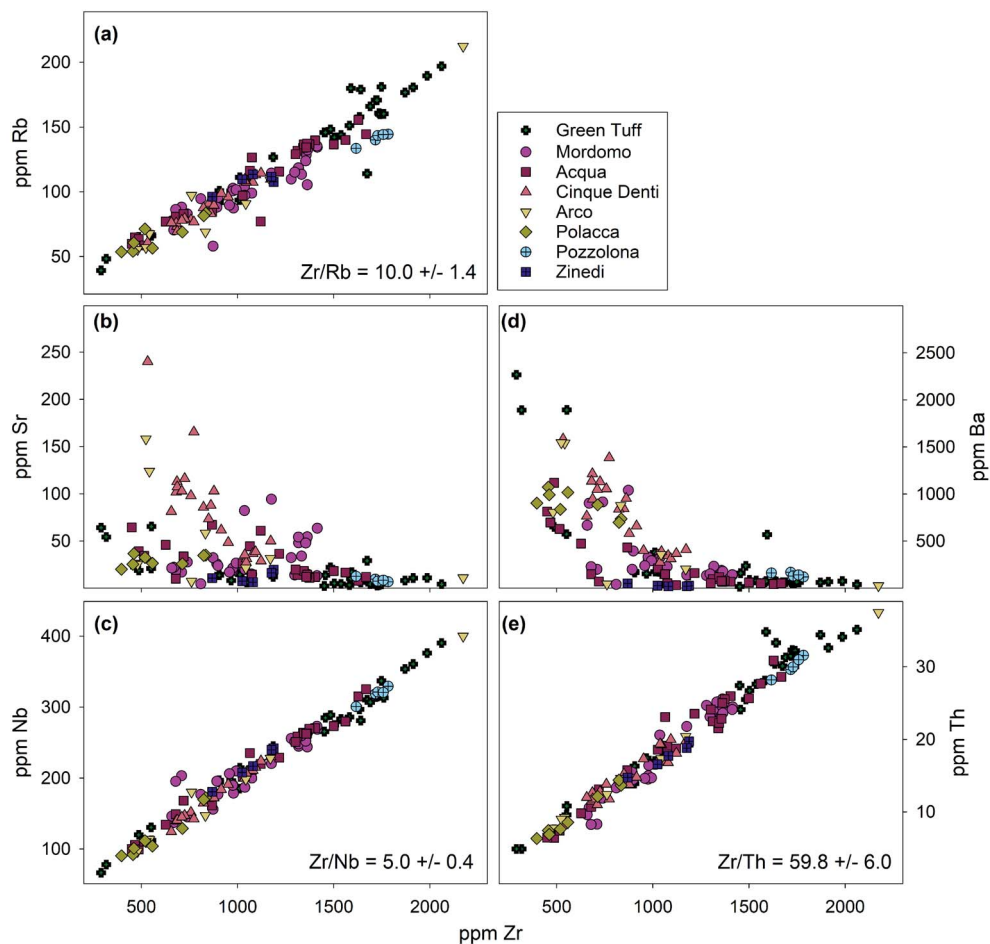 (a)
200
150
100
50
ppm Rb
Zr/Rb = 10.0 +/- 1.4
Green Tuff
Mordomo
Acqua
Cinque Denti
Arco
Polacca
Pozzolona
Zinedi
(b)
250
200
150
100
50
ppm Sr
(d)
2500
2000
1500
1000
500
ppm Ba
(c)
400
300
200
100
ppm Nb
Zr/Nb = 5.0 +/- 0.4
500 1000 1500 2000
(e)
30
20
10
ppm Th
Zr/Th = 59.8 +/- 6.0
500 1000 1500 2000
ppm Zr